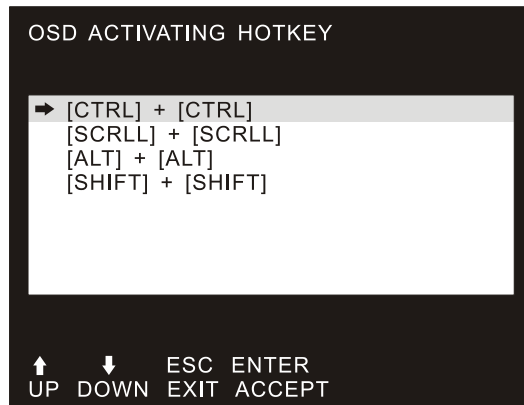 OSD ACTIVATING HOTKEY
➡ [CTRL] + [CTRL]
[SCRLL] + [SCRLL]
[ALT] + [ALT]
[SHIFT] + [SHIFT]
⬆ ⬇ ESC ENTER
UP DOWN EXIT ACCEPT